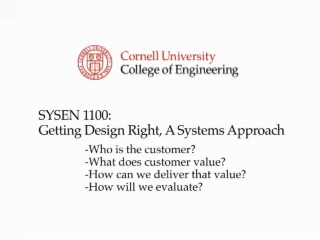 Cornell University
College of Engineering
SYSEN 1100:
Getting Design Right, A Systems Approach
-Who is the customer?
-What does customer value?
-How can we deliver that value?
-How will we evaluate?